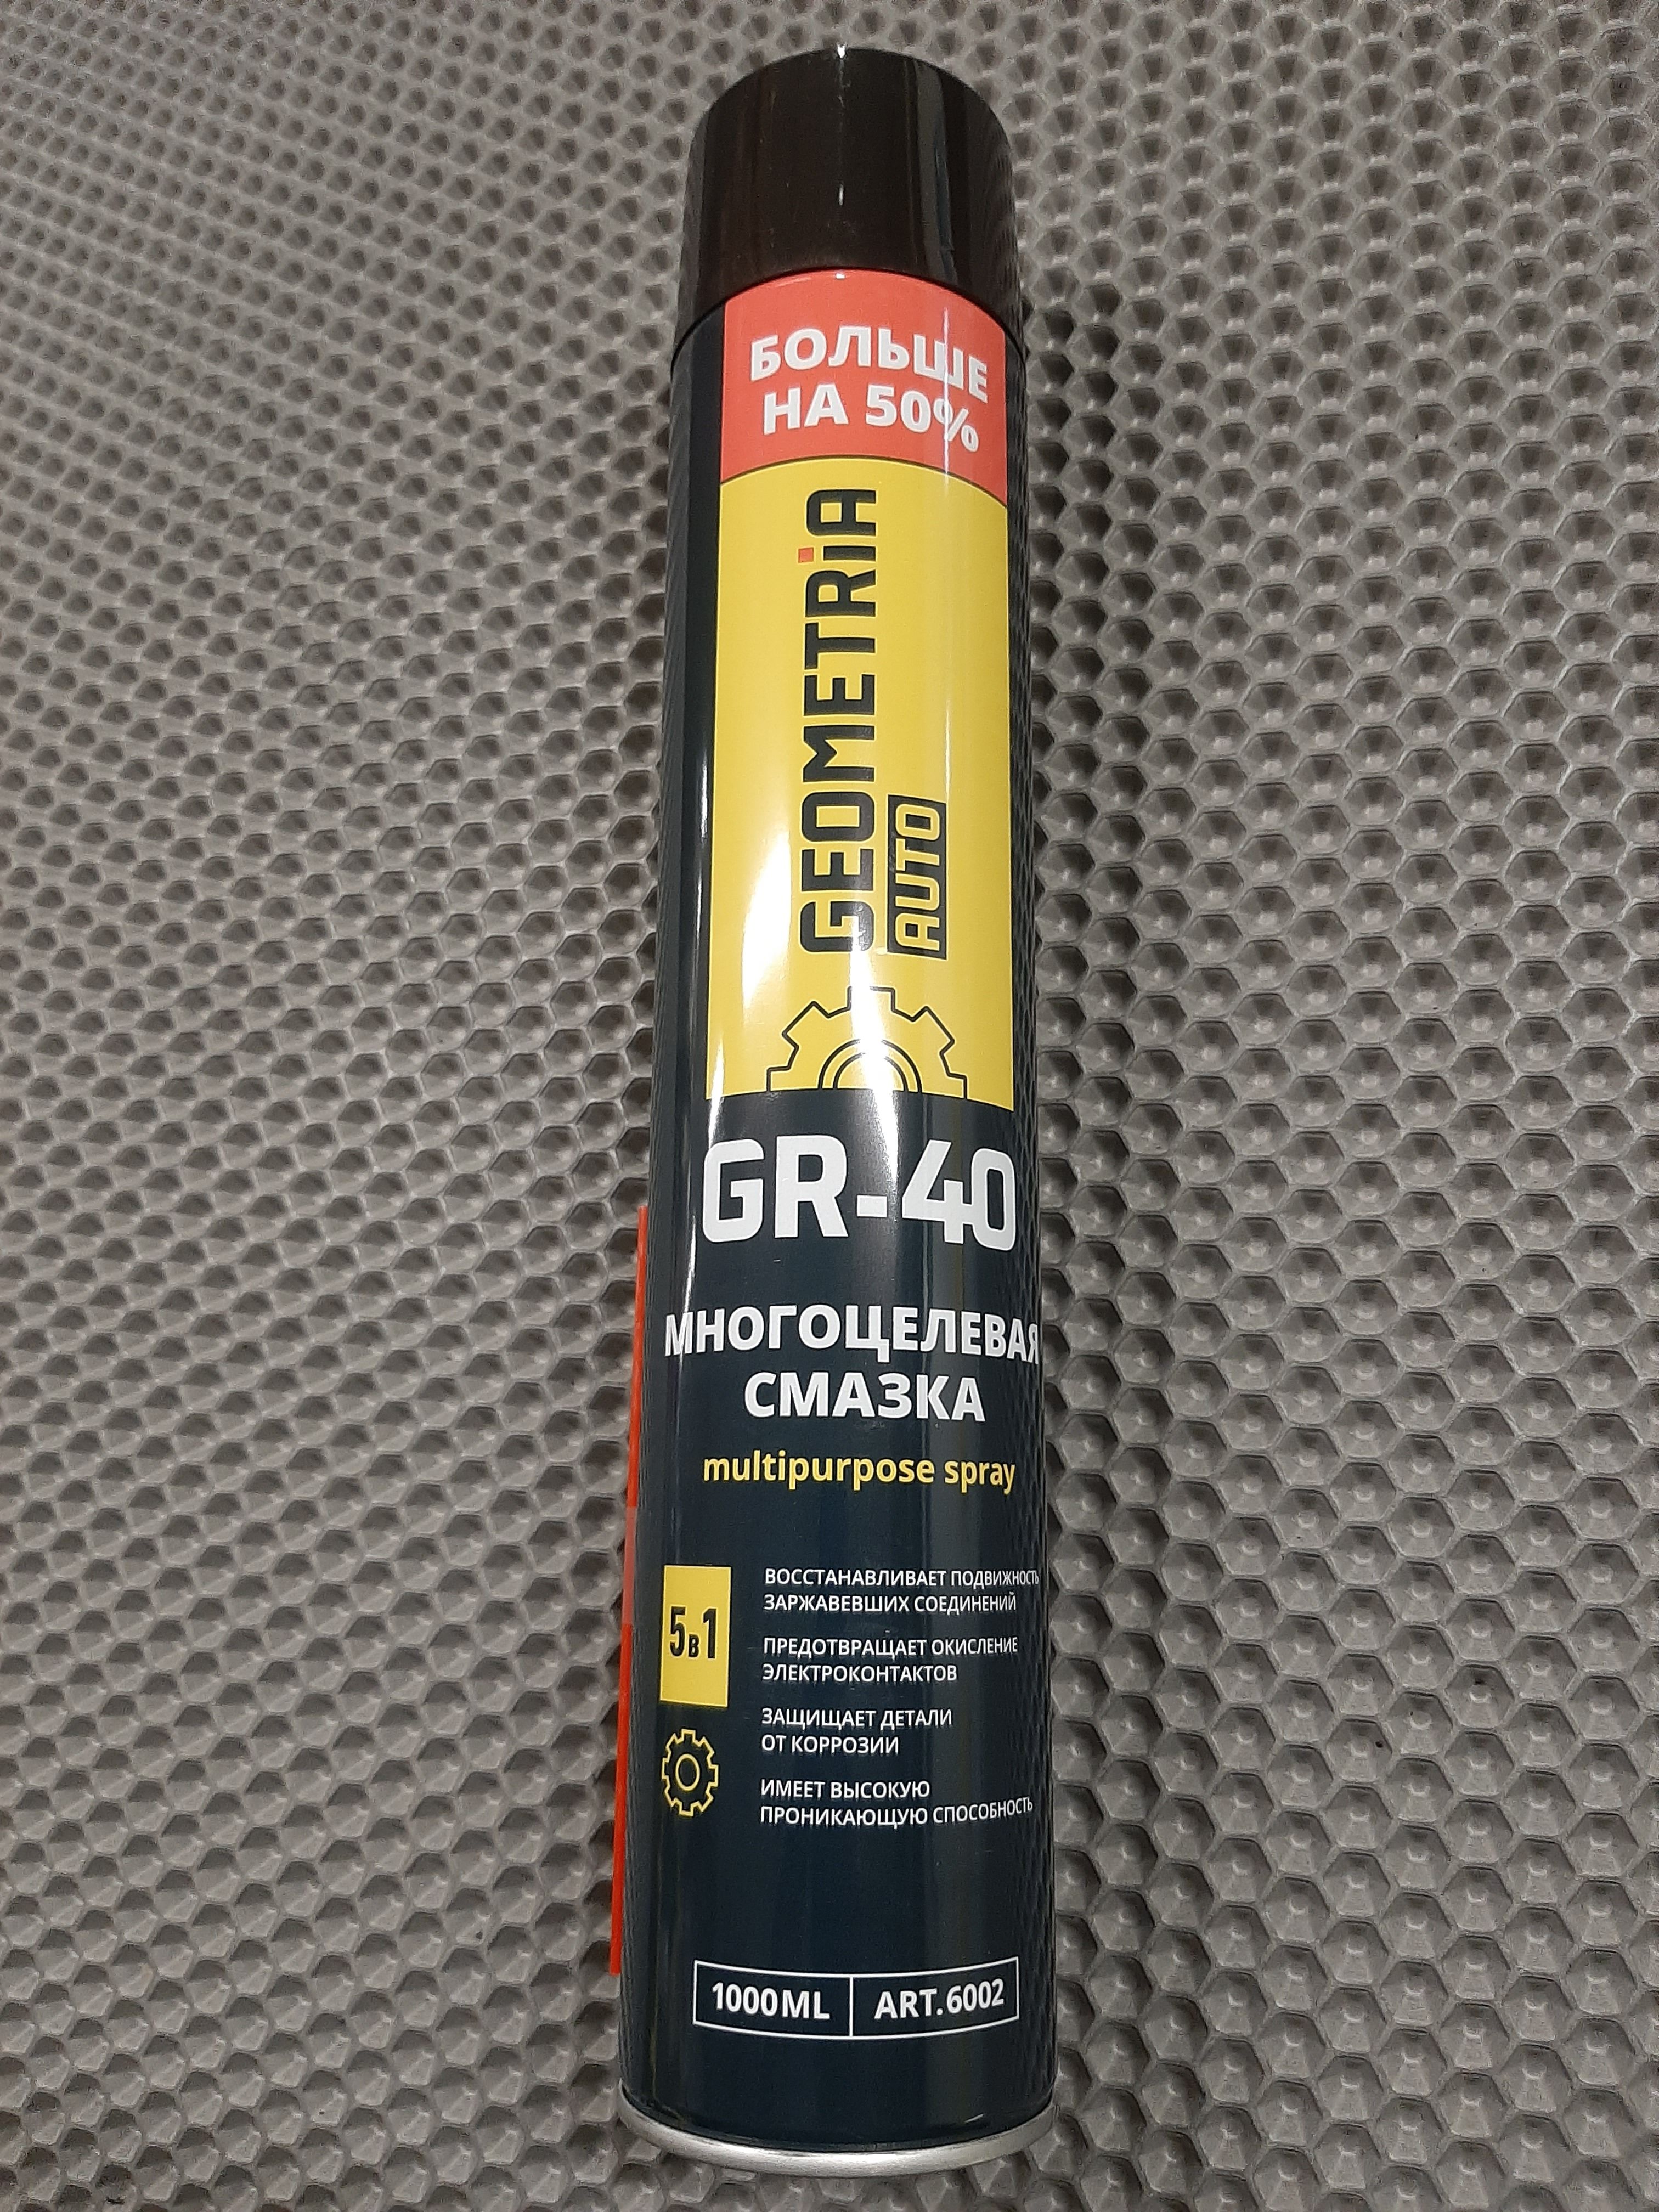 БОЛЬШЕ
НА 50%
GEOMETRiA
AUTO
GR-40
МНОГОЦЕЛЕВАЯ
СМАЗКА
multipurpose spray
5в1
ВОССТАНАВЛИВАЕТ ПОДВИЖНОСТЬ
ЗАРЖАВЕВШИХ СОЕДИНЕНИЙ
ПРЕДОТВРАЩАЕТ ОКИСЛЕНИЕ
ЭЛЕКТРОКОНТАКТОВ
ЗАЩИЩАЕТ ДЕТАЛИ
ОТ КОРРОЗИИ
ИМЕЕТ ВЫСОКУЮ
ПРОНИКАЮЩУЮ СПОСОБНОСТЬ
1000ML
ART.6002